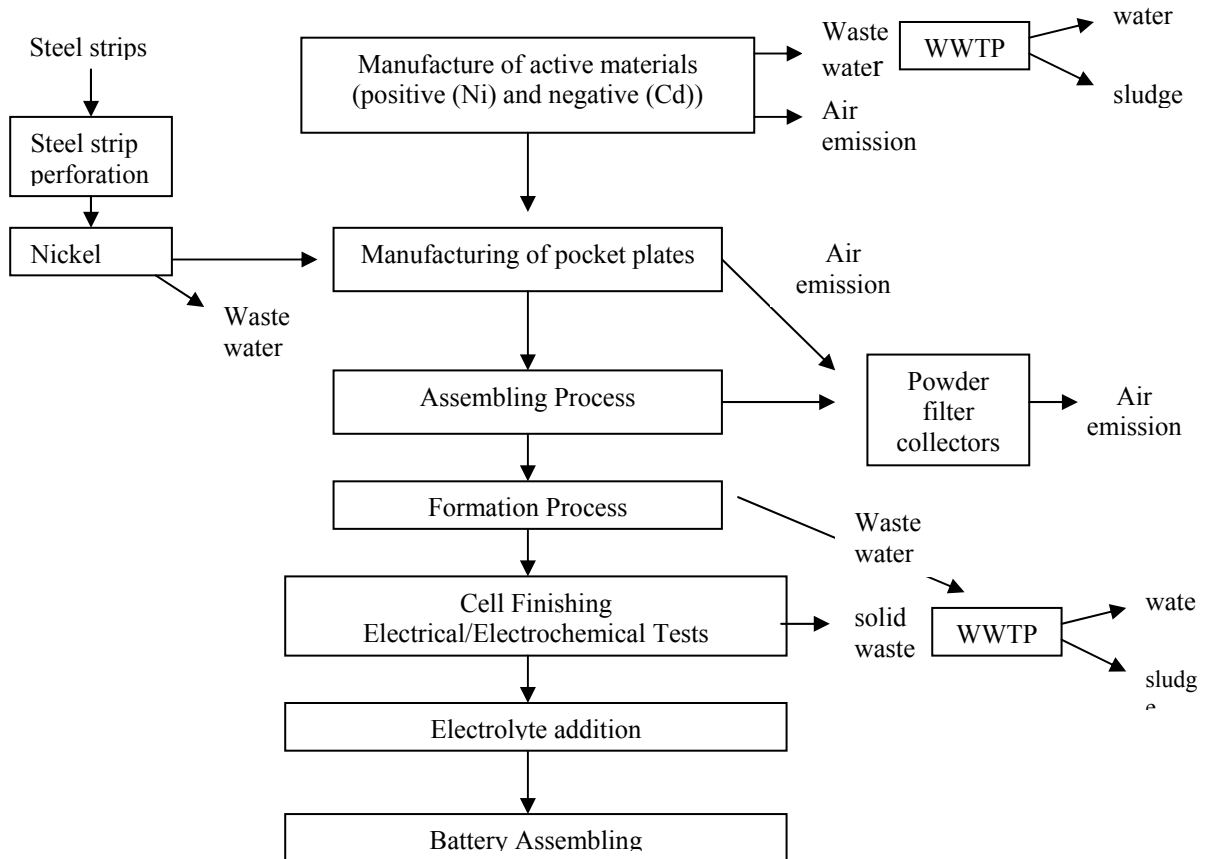 Steel strips
Steel strip
perforation
Nickel
Waste
water
Manufacture of active materials
(positive (Ni) and negative (Cd))
Waste
water
WWTP
water
sludge
Air
emission
Manufacturing of pocket plates
Air
emission
Assembling Process
Powder
filter
collectors
Air
emission
Formation Process
Waste
water
Cell Finishing
Electrical/Electrochemical Tests
solid
waste
WWTP
wate
sludg
Electrolyte addition
Battery Assembling